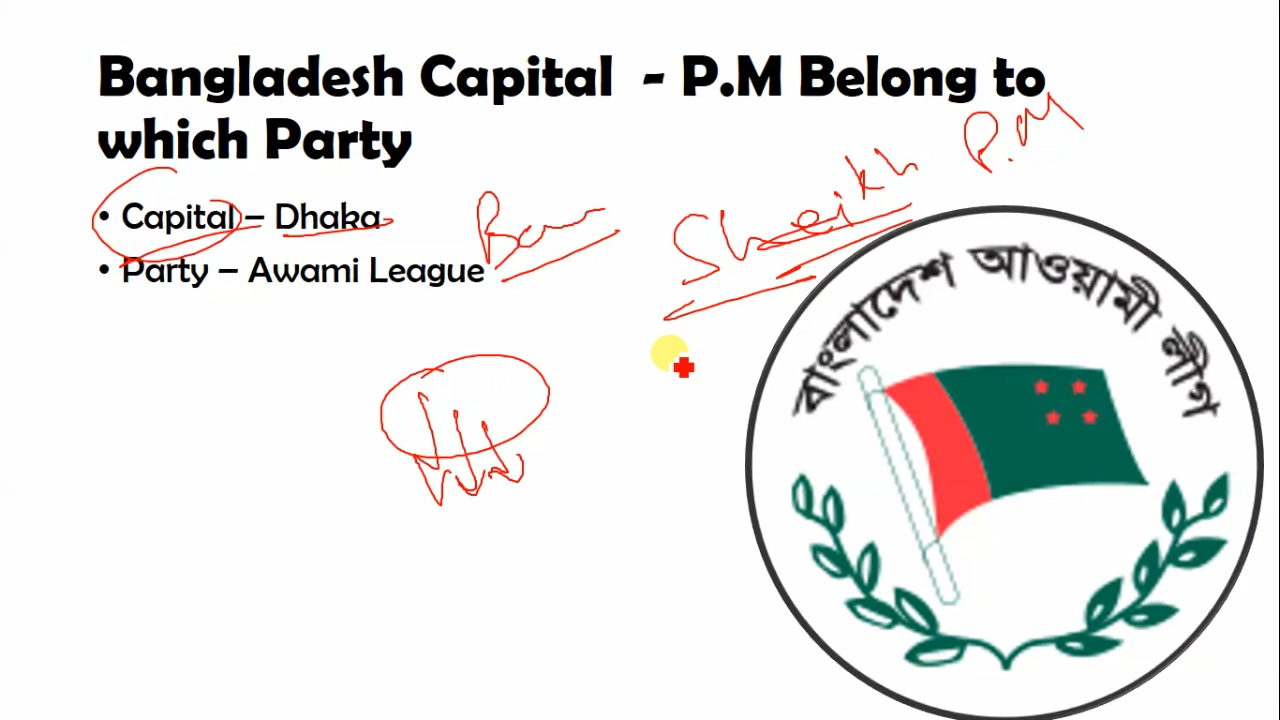 Bangladesh Capital - P.M Belong to
which Party
P.M
• Capital – Dhaka
Sheikh
• Party – Awami League
বাংলাদেশ আওয়ামী লীগ